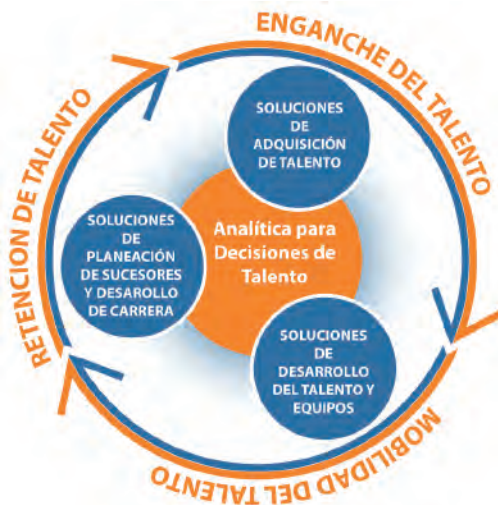 ENGANCHE DEL TALENTO
SOLUCIONES
DE
ADQUISICIÓN
DE TALENTO
RETENCION DE TALENTO
SOLUCIONES
DE
PLANEACIÓN
DE SUCESORES
Y DESAROLLO
DE CARRERA
Analítica para
Decisiones de
Talento
SOLUCIONES
DE
DESARROLLO
DEL TALENTO Y
EQUIPOS
MOBILIDAD DEL TALENTO